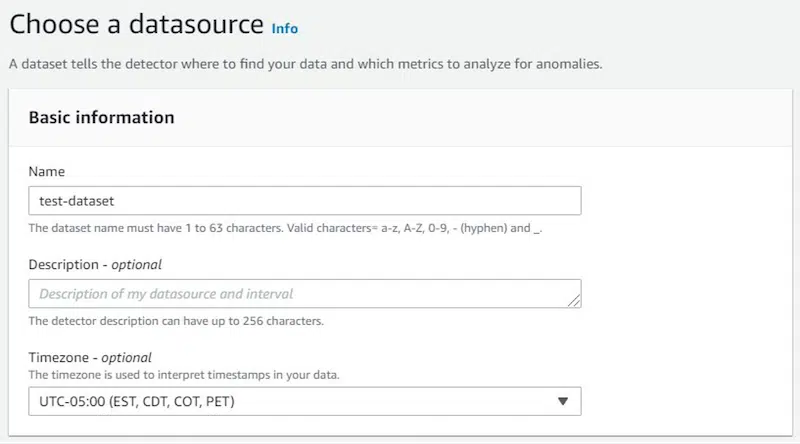 Choose a datasource Info
A dataset tells the detector where to find your data and which metrics to analyze for anomalies.
Basic information
Name
test-dataset
The dataset name must have 1 to 63 characters. Valid characters= a-z, A-Z, 0-9, - (hyphen) and _.
Description - optional
Description of my datasource and interval
The detector description can have up to 256 characters.
Timezone - optional
The timezone is used to interpret timestamps in your data.
UTC-05:00 (EST, CDT, COT, PET)